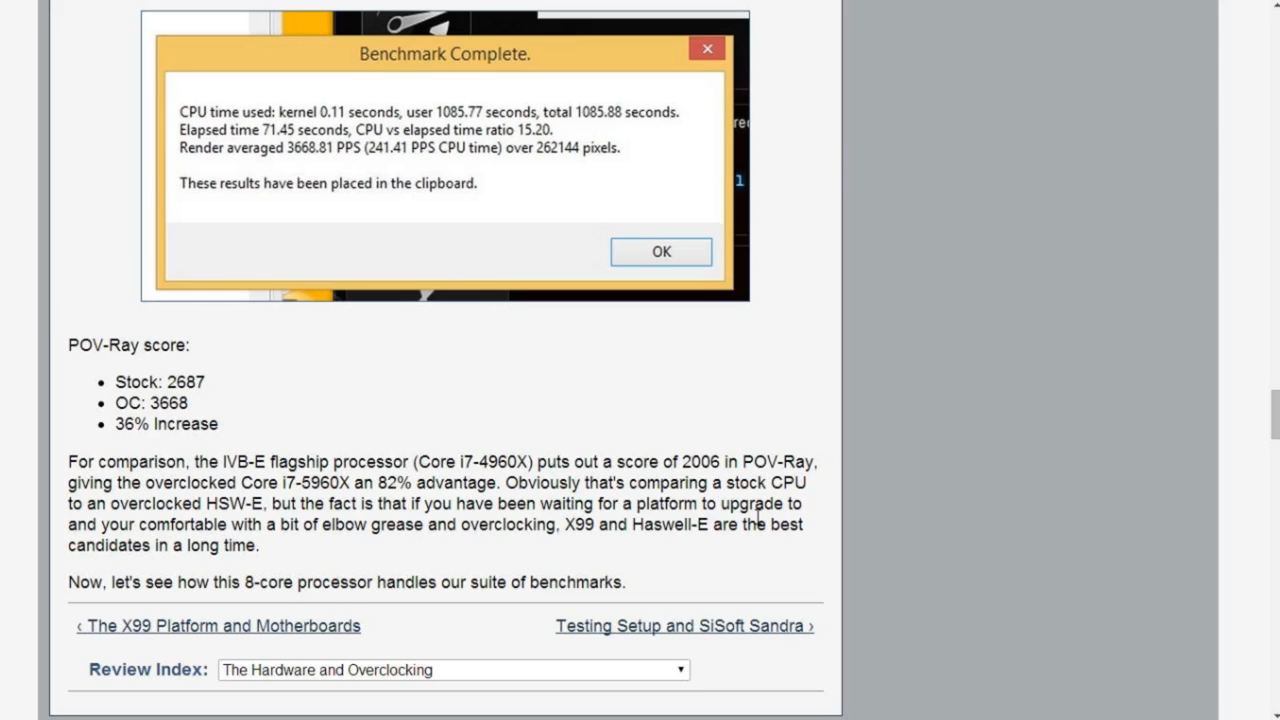 Benchmark Complete.
CPU time used: kernel 0.11 seconds, user 1085.77 seconds, total 1085.88 seconds.
Elapsed time 71.45 seconds, CPU vs elapsed time ratio 15.20.
Render averaged 3668.81 PPS (241.41 PPS CPU time) over 262144 pixels.
These results have been placed in the clipboard.
OK
POV-Ray score:
• Stock: 2687
• OC: 3668
• 36% Increase
For comparison, the IVB-E flagship processor (Core i7-4960X) puts out a score of 2006 in POV-Ray,
giving the overclocked Core i7-5960X an 82% advantage. Obviously that's comparing a stock CPU
to an overclocked HSW-E, but the fact is that if you have been waiting for a platform to upgrade to
and your comfortable with a bit of elbow grease and overclocking, X99 and Haswell-E are the best
candidates in a long time.
Now, let's see how this 8-core processor handles our suite of benchmarks.
‹ The X99 Platform and Motherboards
Testing Setup and SiSoft Sandra ›
Review Index: The Hardware and Overclocking